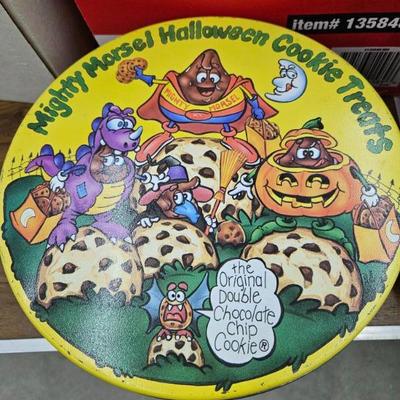 item# 13584
Mighty Morsel Halloween Cookie Treats
MIGHTY MORSEL
the
Original
Double
Chocolate
Chip
Cookie®